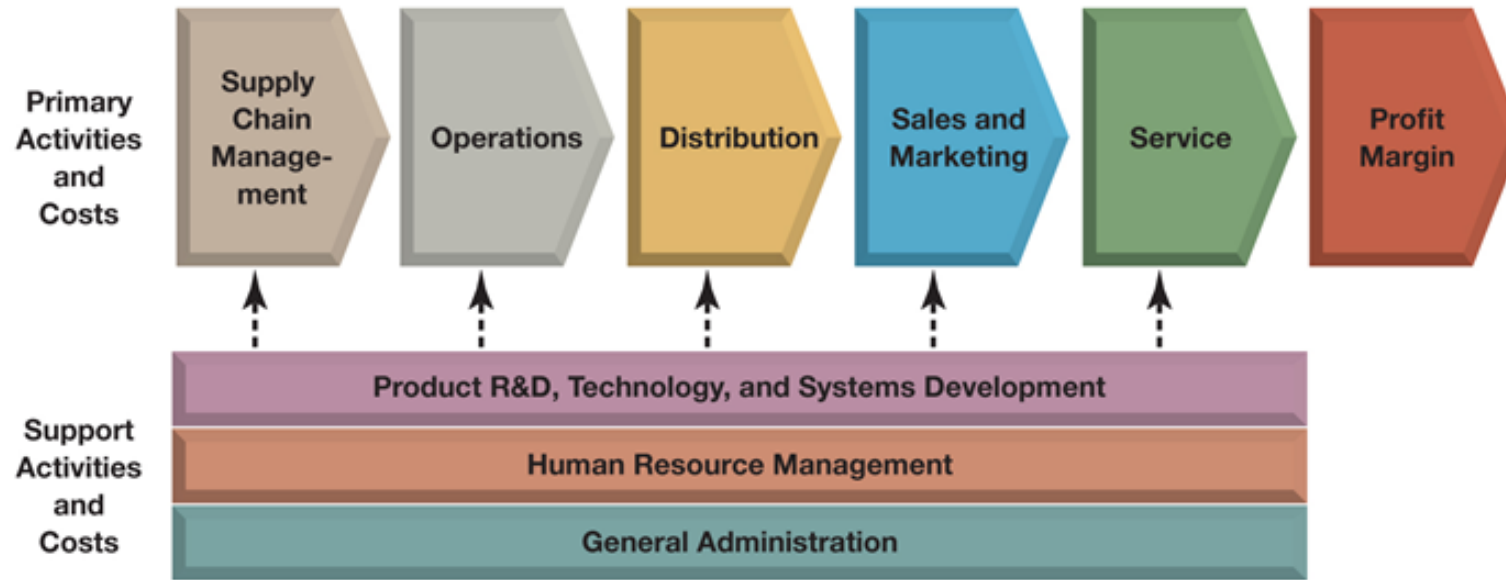 Primary
Activities
and
Costs
Supply
Chain
Manage-
ment
Operations
Distribution
Sales and
Marketing
Service
Profit
Margin
Support
Activities
and
Costs
Product R&D, Technology, and Systems Development
Human Resource Management
General Administration